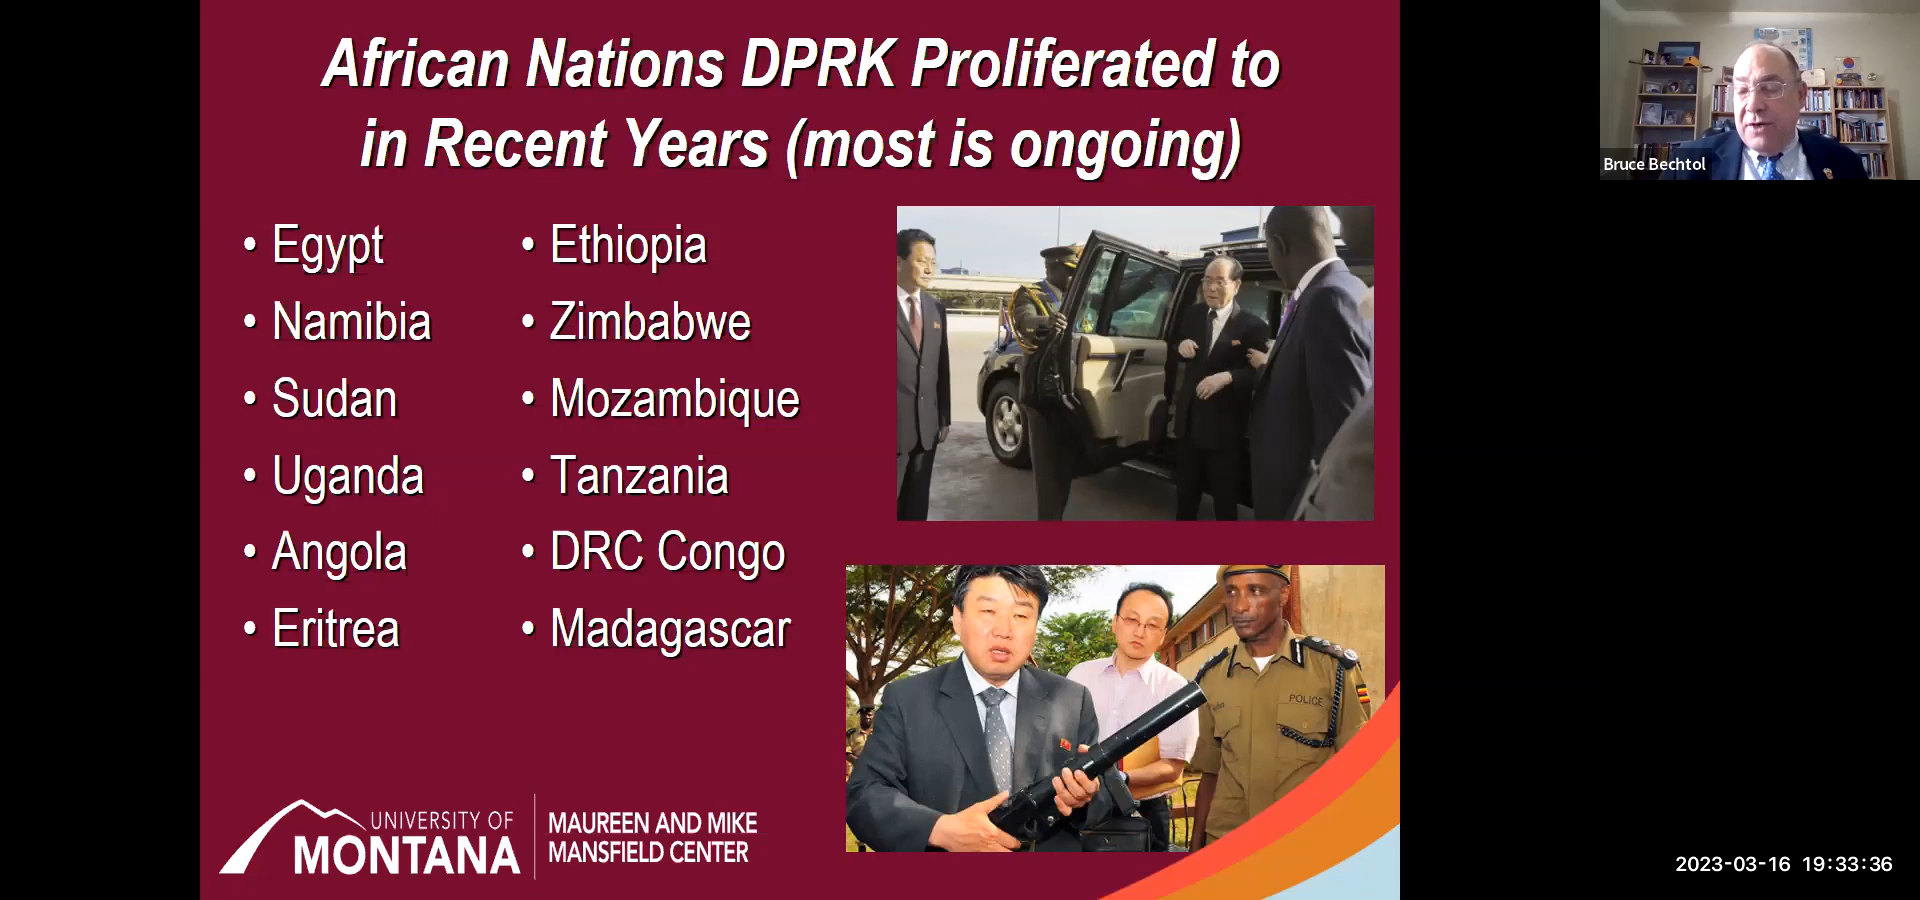 African Nations DPRK Proliferated to
in Recent Years (most is ongoing)
• Egypt
• Namibia
• Sudan
• Uganda
• Angola
• Eritrea
• Ethiopia
• Zimbabwe
• Mozambique
• Tanzania
• DRC Congo
• Madagascar
POLICE
UNIVERSITY OF
MONTANA
MAUREEN AND MIKE
MANSFIELD CENTER
Bruce Bechtol
2023-03-16 19:33:36